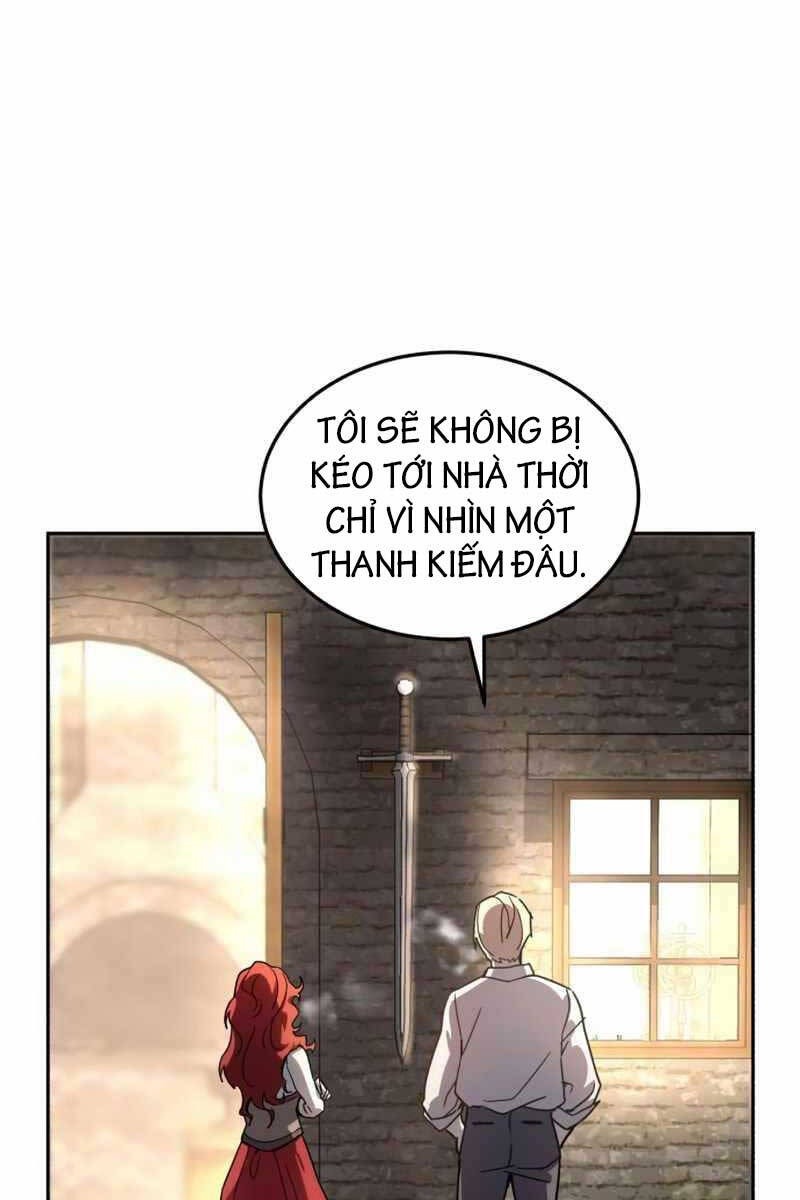 TÔI SẼ KHÔNG BỊ
KÉO TỚI NHÀ THỜI
CHỈ VÌ NHÌN MỘT
THANH KIẾM ĐÂU.